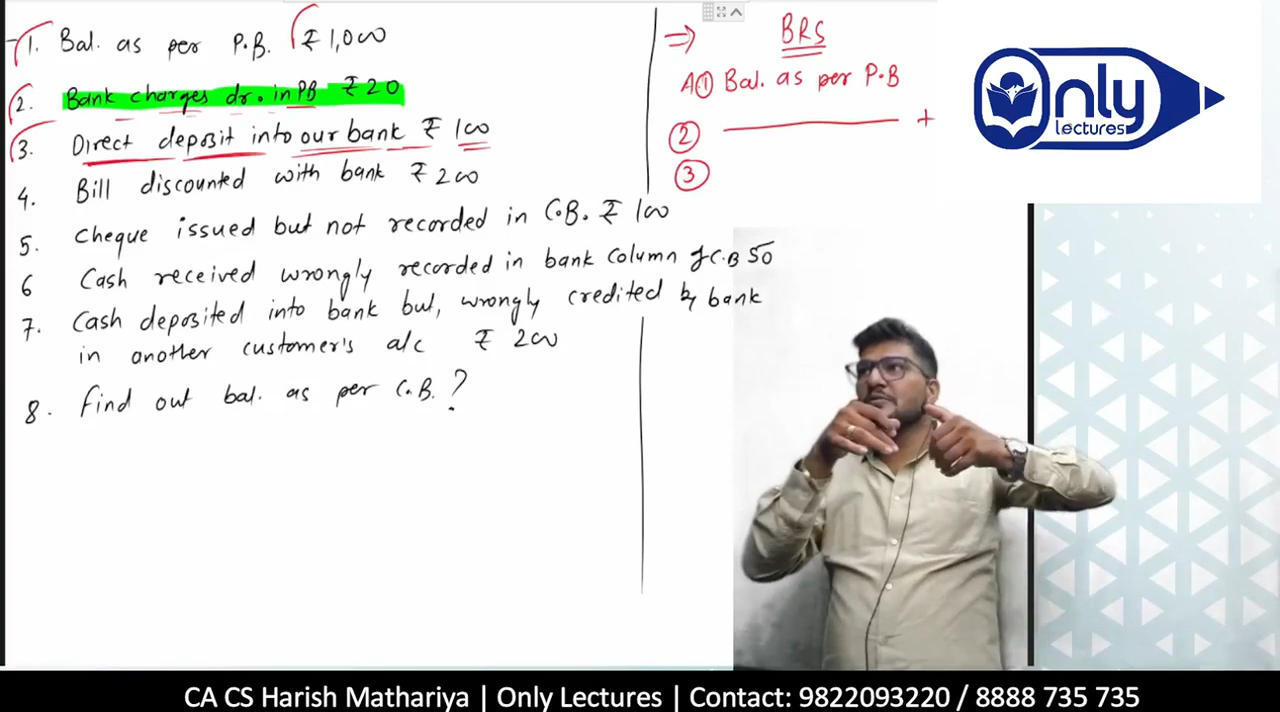 1. Bal. as per P.B. ₹ 1,000
2. Bank charges dr. in PB ₹ 20
3. Direct deposit into our bank ₹ 100
4. Bill discounted with bank ₹ 200
5. Cheque issued but not recorded in C.B. ₹ 100
6 Cash received wrongly recorded in bank column of C.B 50
7. Cash deposited into bank but, wrongly credited by bank
in another customer's a/c ₹ 200
8. Find out bal. as per C.B. ?
⇒ BRS
A① Bal. as per P.B
② +
③
Only
lectures
CA CS Harish Mathariya | Only Lectures | Contact: 9822093220 / 8888 735 735